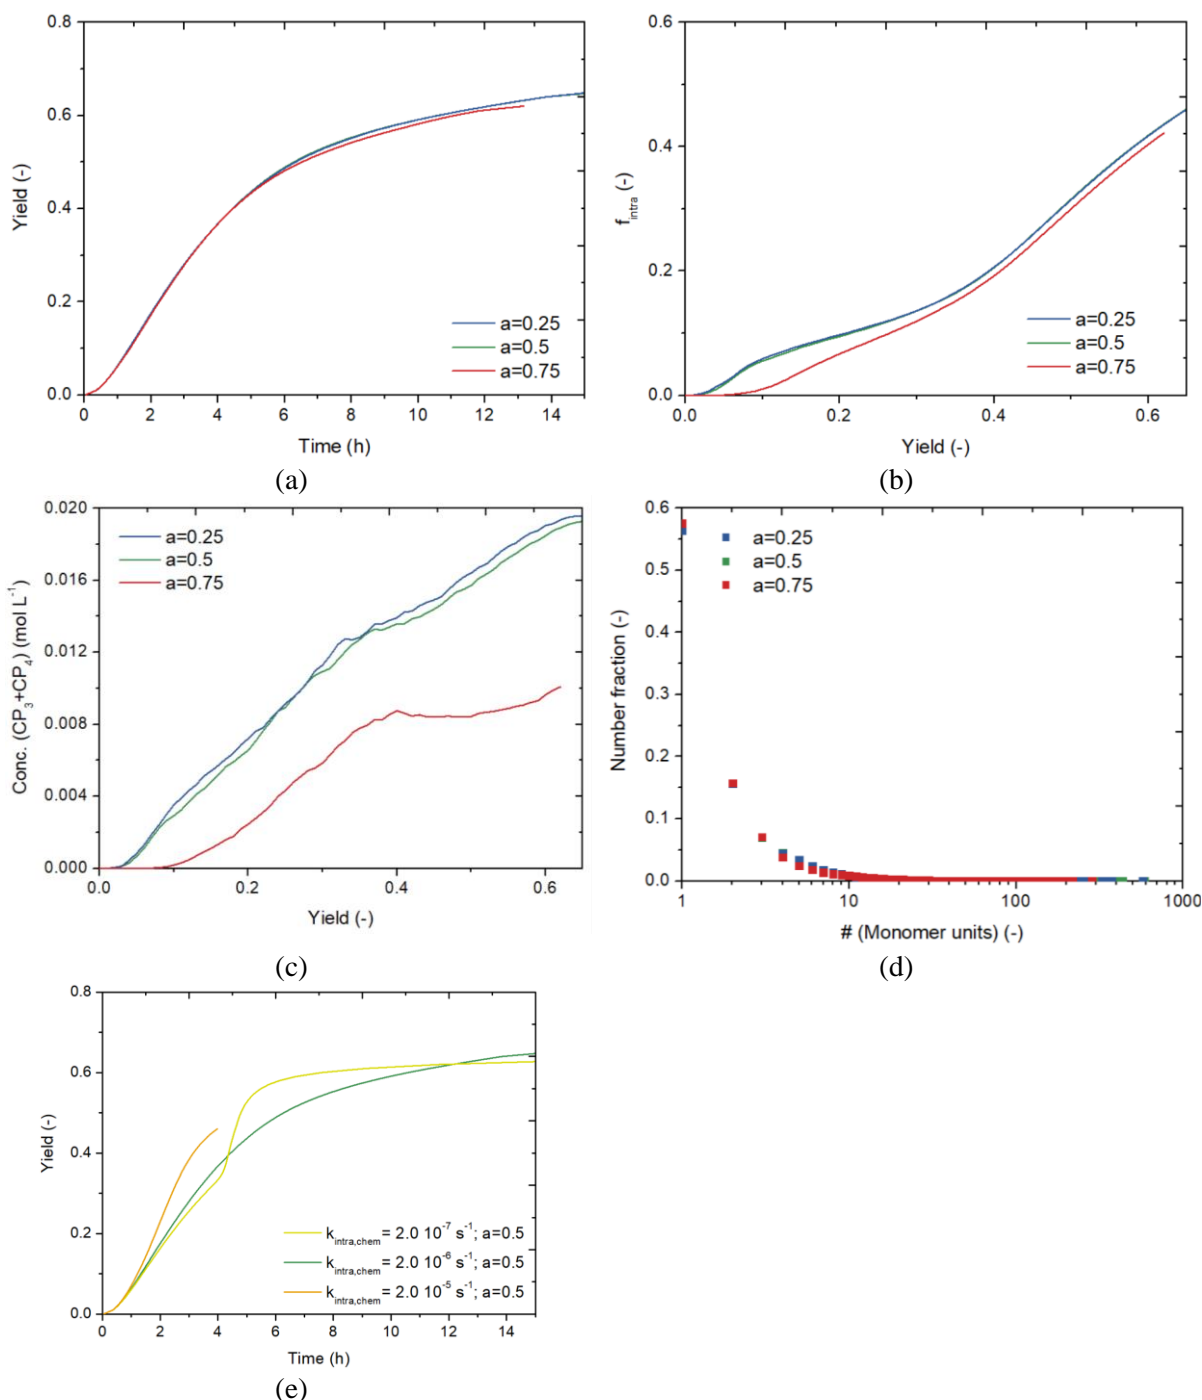 0.8
0.6
0.4
0.2
0.0
Yield (-)
0 2 4 6 8 10 12 14
Time (h)
a=0.25
a=0.5
a=0.75
(a)
0.6
0.4
0.2
0.0
f_intra (-)
0.0 0.2 0.4 0.6
Yield (-)
a=0.25
a=0.5
a=0.75
(b)
0.020
0.016
0.012
0.008
0.004
0.000
Conc. (CP_3+CP_4) (mol L^-1)
0.0 0.2 0.4 0.6
Yield (-)
a=0.25
a=0.5
a=0.75
(c)
0.6
0.5
0.4
0.3
0.2
0.1
0.0
Number fraction (-)
1 10 100 1000
# (Monomer units) (-)
a=0.25
a=0.5
a=0.75
(d)
0.8
0.6
0.4
0.2
0.0
Yield (-)
0 2 4 6 8 10 12 14
Time (h)
k_intra,chem = 2.0 10^-7 s^-1; a=0.5
k_intra,chem = 2.0 10^-6 s^-1; a=0.5
k_intra,chem = 2.0 10^-5 s^-1; a=0.5
(e)